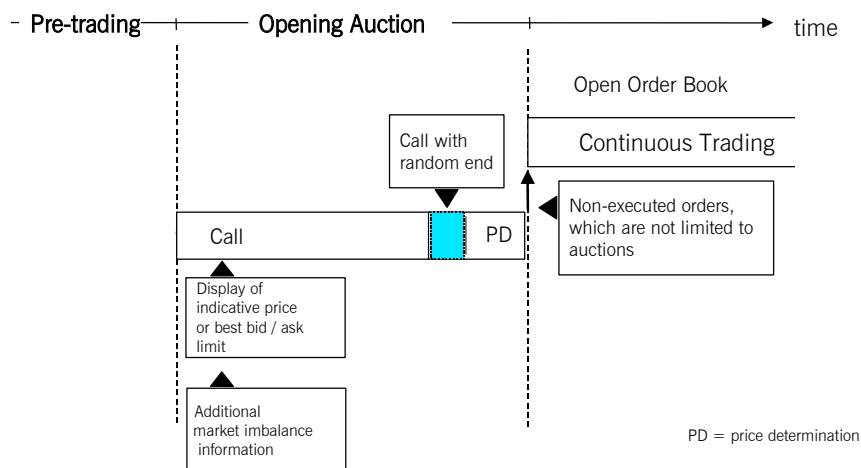 Pre-trading
Opening Auction
time
Open Order Book
Call with
random end
Continuous Trading
Non-executed orders,
which are not limited to
auctions
Call
PD
Display of
indicative price
or best bid / ask
limit
Additional
market imbalance
information
PD = price determination